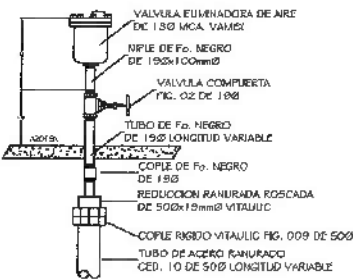 VALVULA ELIMINADORA DE AIRE
DE 13Ø MCA. VAMEX
NIPLE DE Fo. NEGRO
DE 19Øx100mmØ
VALVULA COMPUERTA
FIG. 02 DE 19Ø
AZOTEA
TUBO DE Fo. NEGRO
DE 19Ø LONGITUD VARIABLE
COPLE DE Fo. NEGRO
DE 19Ø
REDUCCION RANURADA ROSCADA
DE 50Øx19mmØ VITAULIC
COPLE RIGIDO VITAULIC FIG. 009 DE 50Ø
TUBO DE ACERO RANURADO
CED. 10 DE 50Ø LONGITUD VARIABLE